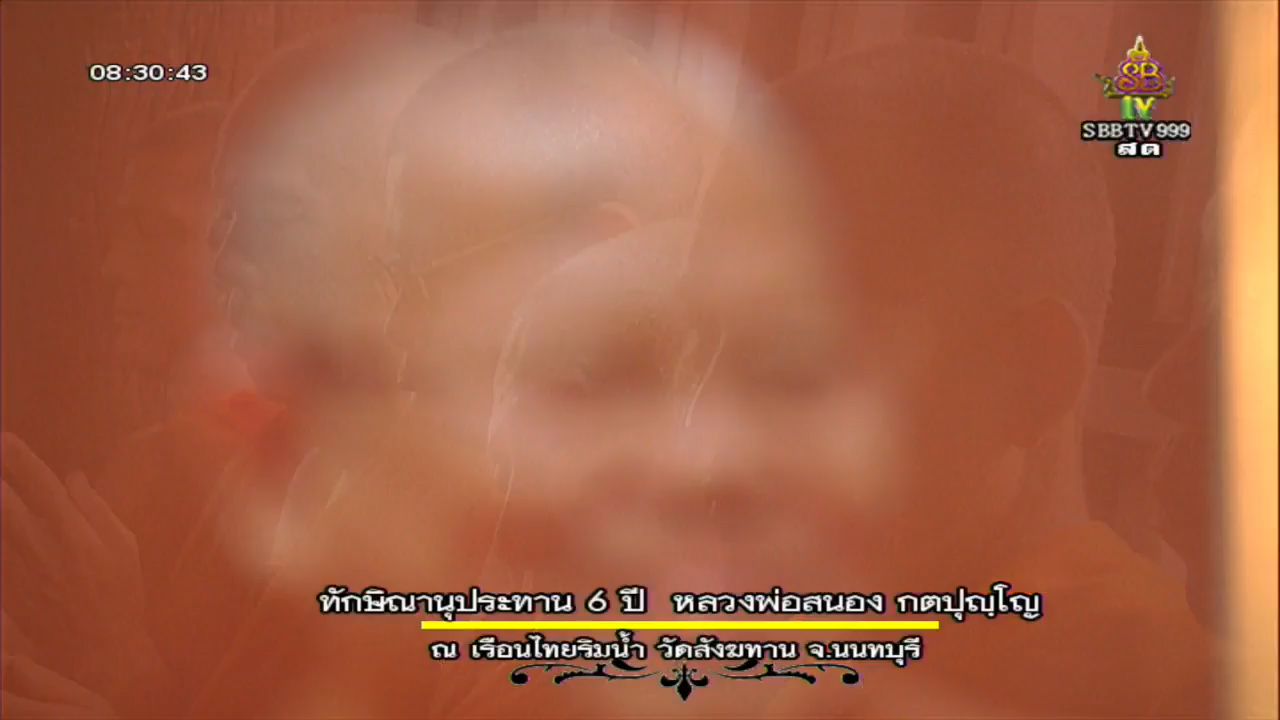 08:30:43
SB
TV
SBBTV999
สด
ทักษิณานุประทาน 6 ปี หลวงพ่อสนอง กตปุญฺโญ
ณ เรือนไทยริมน้ำ วัดสังฆทาน จ.นนทบุรี